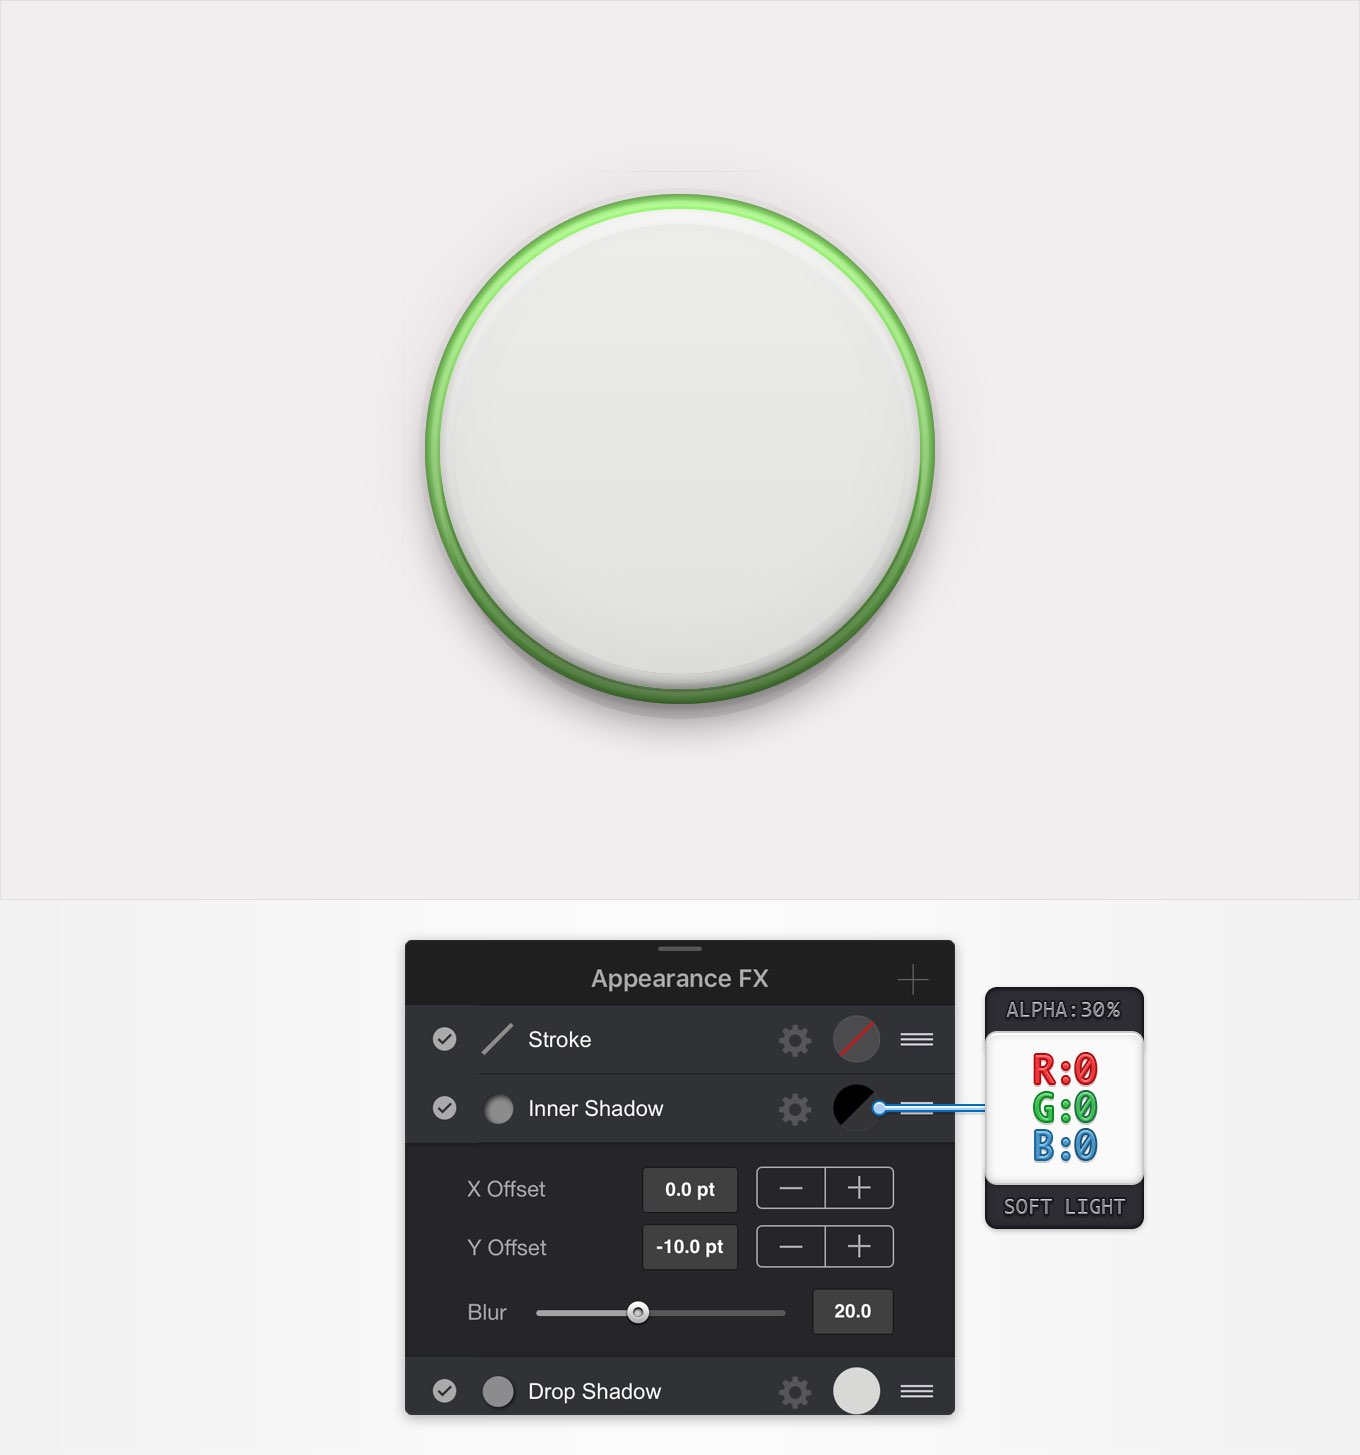 Appearance FX
Stroke
Inner Shadow
X Offset 0.0 pt
Y Offset -10.0 pt
Blur 20.0
Drop Shadow
ALPHA:30%
R:0
G:0
B:0
SOFT LIGHT